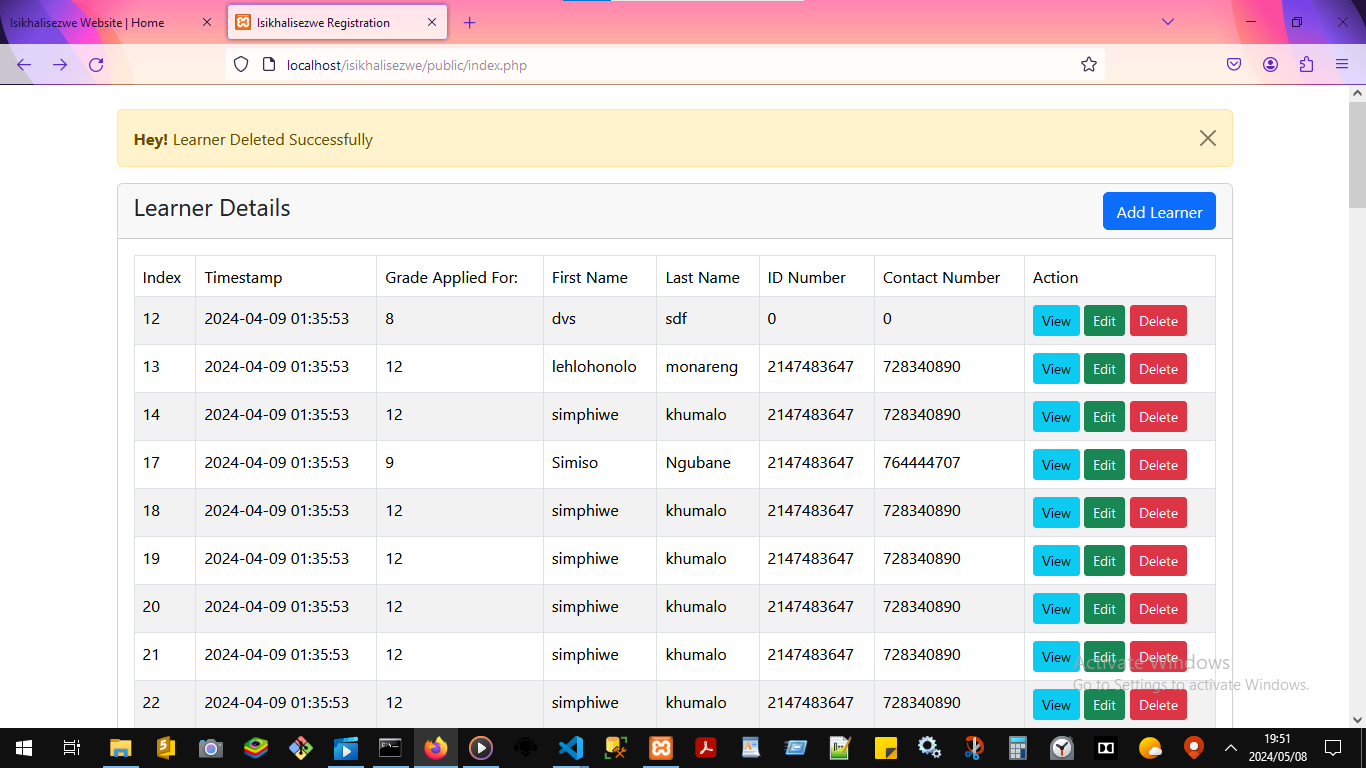 Isikhalisezwe Website | Home
Isikhalisezwe Registration
localhost/isikhalisezwe/public/index.php
Hey! Learner Deleted Successfully
Learner Details
Add Learner
Index Timestamp Grade Applied For: First Name Last Name ID Number Contact Number Action
12 2024-04-09 01:35:53 8 dvs sdf 0 0 View Edit Delete
13 2024-04-09 01:35:53 12 lehlohonolo monareng 2147483647 728340890 View Edit Delete
14 2024-04-09 01:35:53 12 simphiwe khumalo 2147483647 728340890 View Edit Delete
17 2024-04-09 01:35:53 9 Simiso Ngubane 2147483647 764444707 View Edit Delete
18 2024-04-09 01:35:53 12 simphiwe khumalo 2147483647 728340890 View Edit Delete
19 2024-04-09 01:35:53 12 simphiwe khumalo 2147483647 728340890 View Edit Delete
20 2024-04-09 01:35:53 12 simphiwe khumalo 2147483647 728340890 View Edit Delete
21 2024-04-09 01:35:53 12 simphiwe khumalo 2147483647 728340890 View Edit Delete
22 2024-04-09 01:35:53 12 simphiwe khumalo 2147483647 728340890 View Edit Delete
Activate Windows
Go to Settings to activate Windows.
19:51
2024/05/08